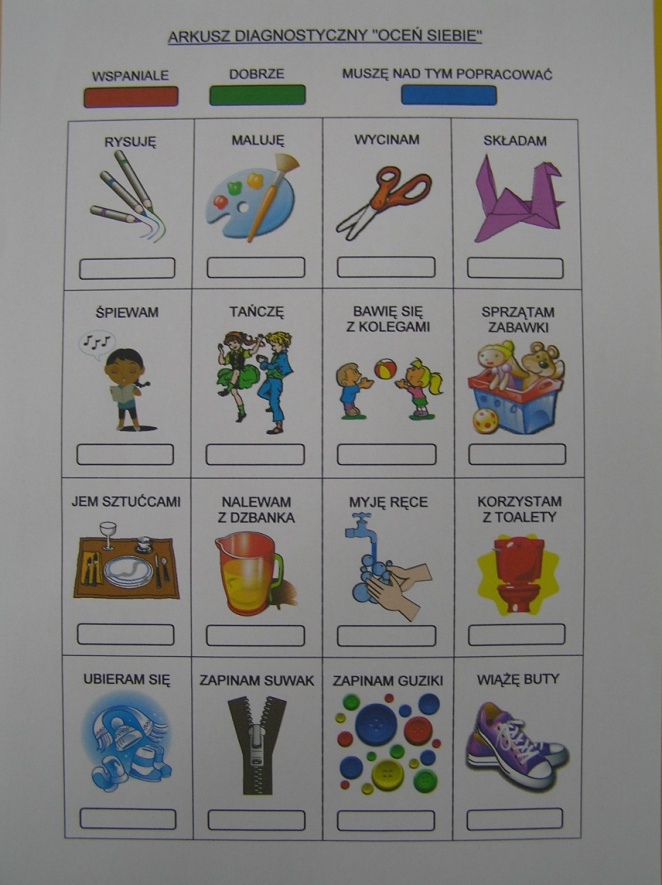 ARKUSZ DIAGNOSTYCZNY "OCEŃ SIEBIE"
WSPANIALE DOBRZE MUSZĘ NAD TYM POPRACOWAĆ
RYSUJĘ MALUJĘ WYCINAM SKŁADAM
ŚPIEWAM
TAŃCZĘ
BAWIĘ SIĘ
Z KOLEGAMI
SPRZĄTAM
ZABAWKI
JEM SZTUĆCAMI
NALEWAM
Z DZBANKA
MYJĘ RĘCE
KORZYSTAM
Z TOALETY
UBIERAM SIĘ
ZAPINAM SUWAK
ZAPINAM GUZIKI
WIĄŻĘ BUTY